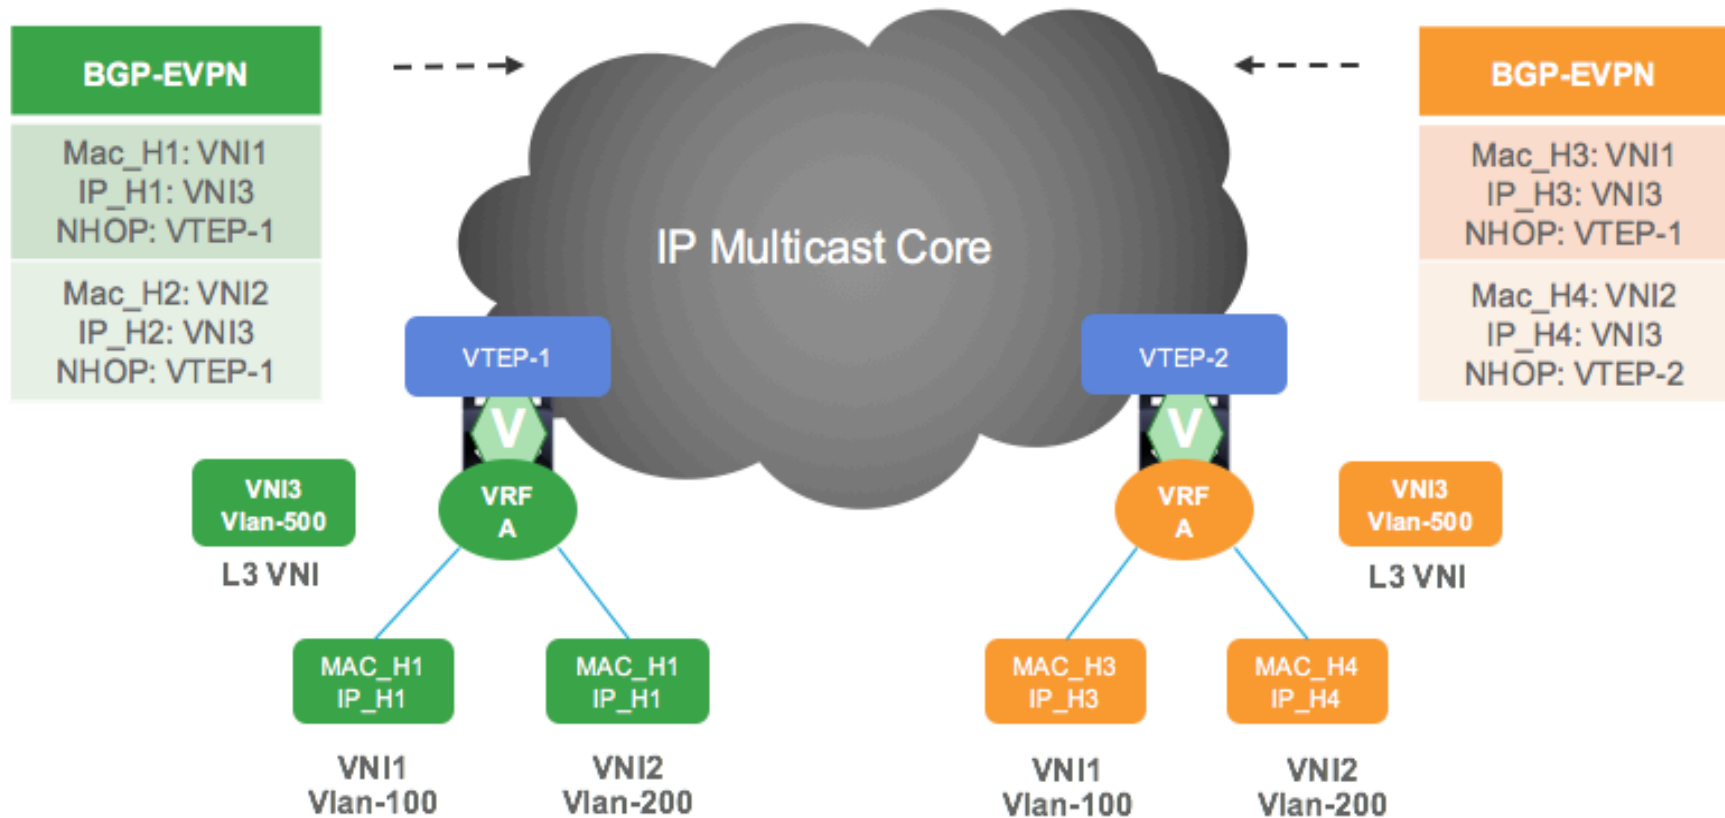 BGP-EVPN
Mac_H1: VNI1
IP_H1: VNI3
NHOP: VTEP-1
Mac_H2: VNI2
IP_H2: VNI3
NHOP: VTEP-1
IP Multicast Core
BGP-EVPN
Mac_H3: VNI1
IP_H3: VNI3
NHOP: VTEP-1
Mac_H4: VNI2
IP_H4: VNI3
NHOP: VTEP-2
VTEP-1
V
VRF
A
VNI3
Vlan-500
L3 VNI
MAC_H1
IP_H1
VNI1
Vlan-100
MAC_H1
IP_H1
VNI2
Vlan-200
VTEP-2
V
VRF
A
VNI3
Vlan-500
L3 VNI
MAC_H3
IP_H3
VNI1
Vlan-100
MAC_H4
IP_H4
VNI2
Vlan-200